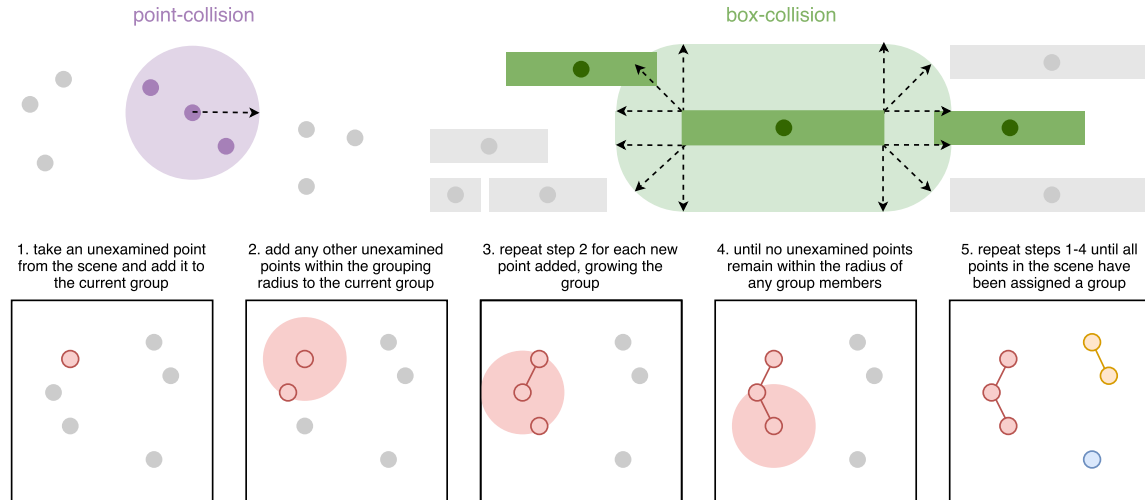 point-collision
box-collision
1. take an unexamined point
from the scene and add it to
the current group
2. add any other unexamined
points within the grouping
radius to the current group
3. repeat step 2 for each new
point added, growing the
group
4. until no unexamined points
remain within the radius of
any group members
5. repeat steps 1-4 until all
points in the scene have
been assigned a group